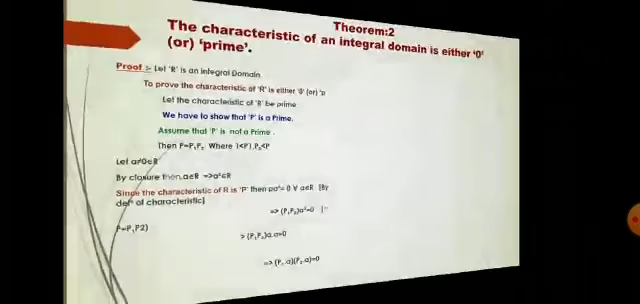 Theorem:2
The characteristic of an integral domain is either '0'
(or) 'prime'.
Proof :- Let 'R' is an Integral Domain
To prove the characteristic of 'R' is either '0' (or) 'p
Let the characteristic of 'R' be prime
We have to show that 'P' is a Prime.
Assume that 'P' is not a Prime .
Then P=P₁P₂ Where 1<P1,P₂<P
Let a≠0∈R
By closure then,a∈R =>a²∈R
Since the characteristic of R is 'P' then pa²= 0 ∀ a∈R [By
defⁿ of characteristic]
=> (P₁P₂)a²=0 [∵
P=P₁P2)
> (P₁P₂)a.a=0
=> (P₁.a)(P₂.a)=0